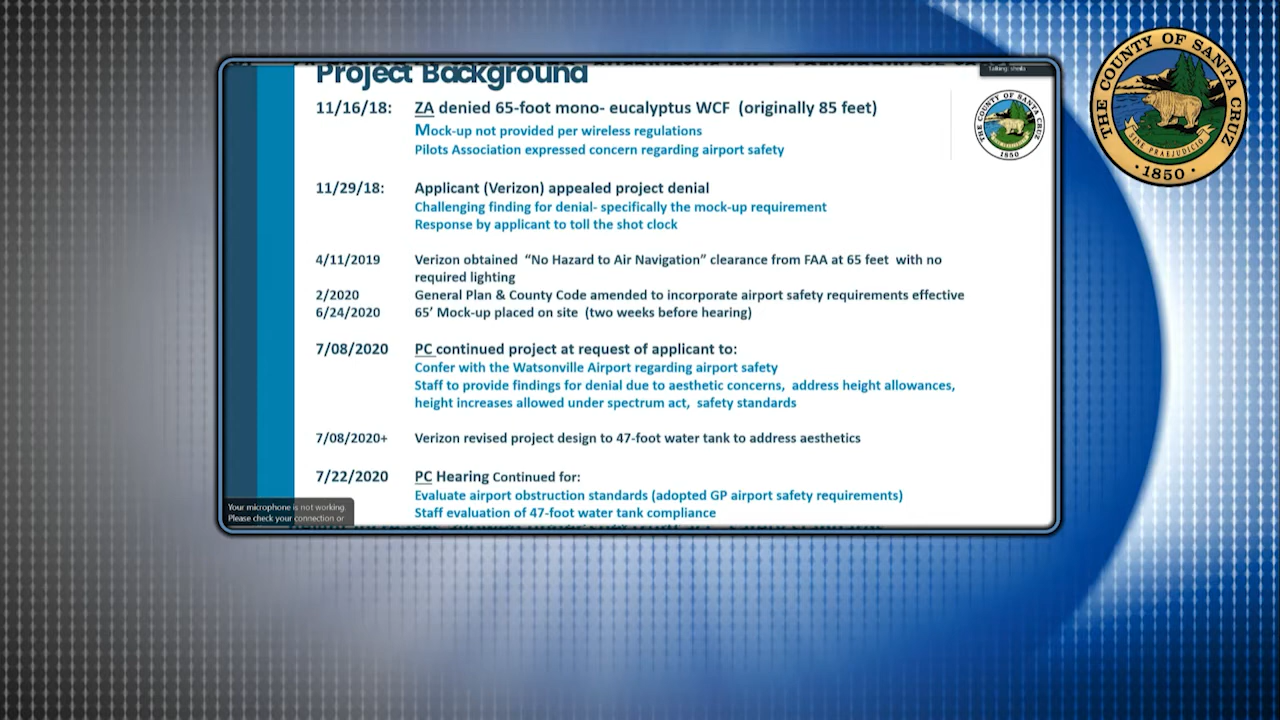 Project Background
Talking: sheila
11/16/18: ZA denied 65-foot mono- eucalyptus WCF (originally 85 feet)
Mock-up not provided per wireless regulations
Pilots Association expressed concern regarding airport safety
11/29/18: Applicant (Verizon) appealed project denial
Challenging finding for denial- specifically the mock-up requirement
Response by applicant to toll the shot clock
4/11/2019 Verizon obtained “No Hazard to Air Navigation” clearance from FAA at 65 feet with no
required lighting
2/2020 General Plan & County Code amended to incorporate airport safety requirements effective
6/24/2020 65’ Mock-up placed on site (two weeks before hearing)
7/08/2020 PC continued project at request of applicant to:
Confer with the Watsonville Airport regarding airport safety
Staff to provide findings for denial due to aesthetic concerns, address height allowances,
height increases allowed under spectrum act, safety standards
7/08/2020+ Verizon revised project design to 47-foot water tank to address aesthetics
7/22/2020 PC Hearing Continued for:
Evaluate airport obstruction standards (adopted GP airport safety requirements)
Staff evaluation of 47-foot water tank compliance
Your microphone is not working.
Please check your connection or
THE COUNTY OF SANTA CRUZ
1850
THE COUNTY OF SANTA CRUZ
SINE PRAEJUDICIO
· 1850 ·